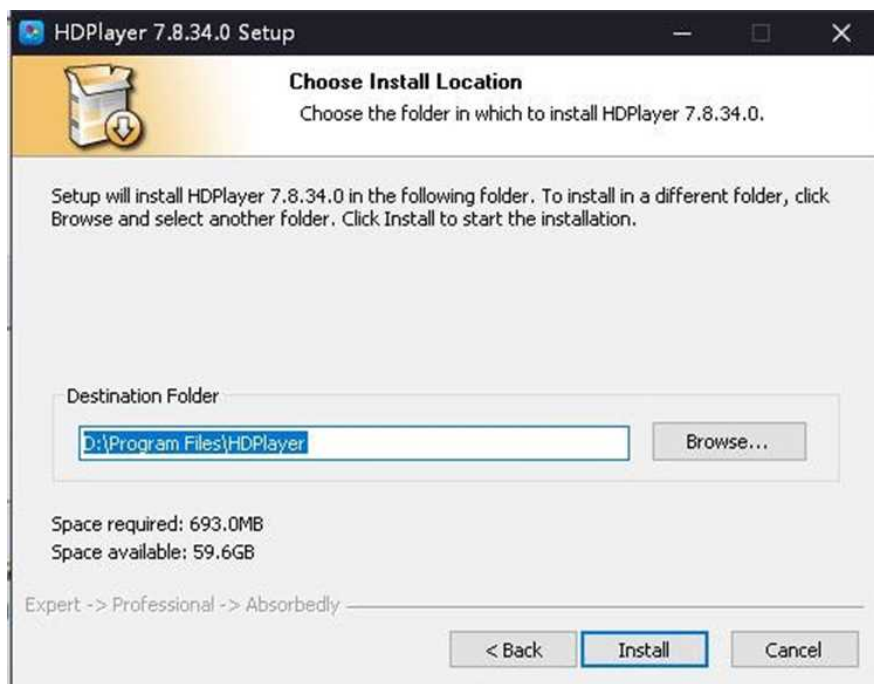 HDPlayer 7.8.34.0 Setup
Choose Install Location
Choose the folder in which to install HDPlayer 7.8.34.0.
Setup will install HDPlayer 7.8.34.0 in the following folder. To install in a different folder, click
Browse and select another folder. Click Install to start the installation.
Destination Folder
D:\Program Files\HDPlayer
Browse...
Space required: 693.0MB
Space available: 59.6GB
Expert -> Professional -> Absorbedly
< Back
Install
Cancel